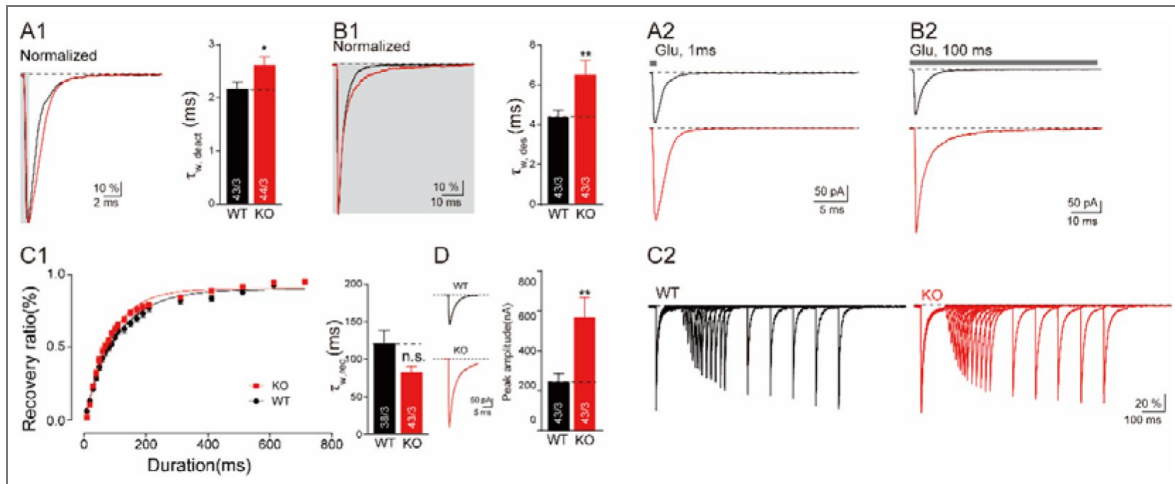 A1
Normalized
10 %
2 ms
3
2
1
0
τw, deact (ms)
*
43/3
44/3
WT KO
B1
Normalized
10 %
10 ms
8
6
4
2
0
τw, des (ms)
**
43/3
43/3
WT KO
A2
Glu, 1ms
50 pA
5 ms
B2
Glu, 100 ms
50 pA
10 ms
C1
Recovery ratio(%)
1.0
0.5
0.0
KO
WT
0 200 400 600 800
Duration(ms)
200
150
100
50
0
τw,rec (ms)
n.s.
38/3
43/3
WT KO
D
WT
KO
50 pA
5 ms
Peak amplitude(nA)
800
600
400
200
0
**
43/3
43/3
WT KO
C2
WT
KO
20 %
100 ms